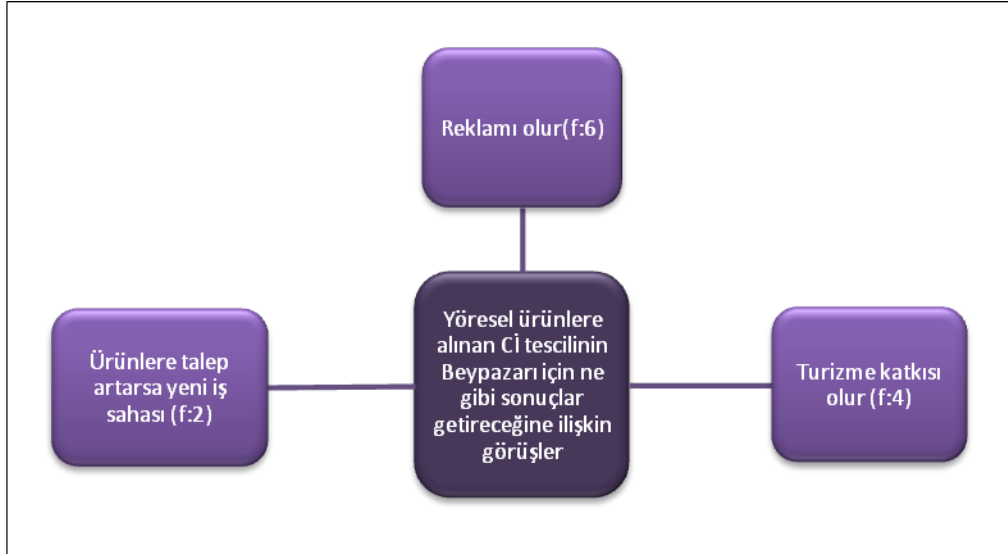 Reklamı olur(f:6)
Yöresel ürünlere
alınan Cİ tescilinin
Beypazarı için ne
gibi sonuçlar
getireceğine ilişkin
görüşler
Ürünlere talep
artarsa yeni iş
sahası (f:2)
Turizme katkısı
olur (f:4)